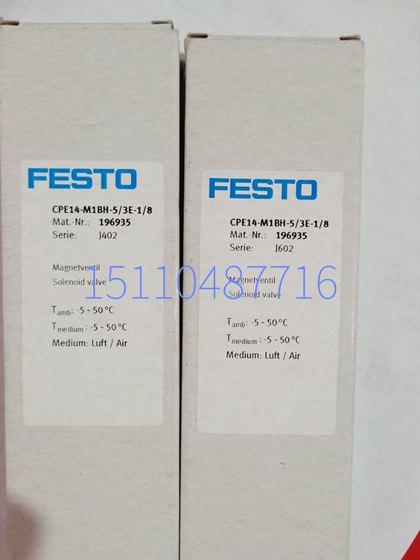 FESTO
CPE14-M1BH-5/3E-1/8
Mat.-Nr.: 196935
Serie: J402
Magnetventil
Solenoid valve
Tamb: -5 - 50°C
Tmedium: -5 - 50°C
Medium: Luft / Air
FESTO
CPE14-M1BH-5/3E-1/8
Mat.-Nr.: 196935
Serie: J602
Magnetventil
Solenoid valve
Tamb: -5 - 50°C
Tmedium: -5 - 50°C
Medium: Luft / Air
15110487716